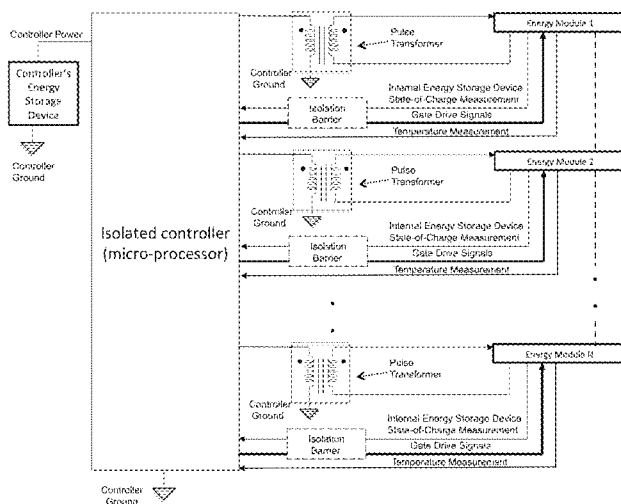 Controller Power
Controller's
Energy
Storage
Device
Controller
Ground
Isolated controller
(micro-processor)
Controller
Ground
Pulse
Transformer
Energy Module 1
Controller
Ground
Internal Energy Storage Device
State-of-Charge Measurement
Isolation
Barrier
Gate Drive Signals
Temperature Measurement
Pulse
Transformer
Energy Module 2
Controller
Ground
Internal Energy Storage Device
State-of-Charge Measurement
Isolation
Barrier
Gate Drive Signals
Temperature Measurement
Pulse
Transformer
Energy Module N
Controller
Ground
Internal Energy Storage Device
State-of-Charge Measurement
Isolation
Barrier
Gate Drive Signals
Temperature Measurement